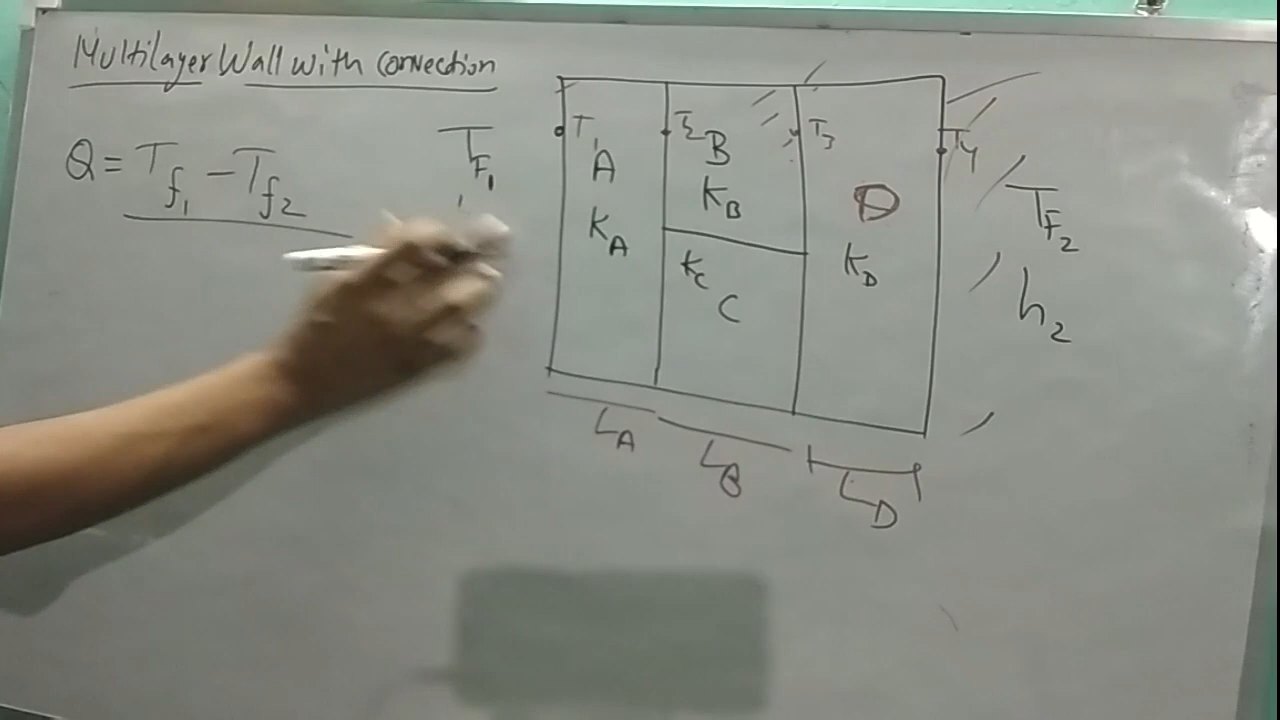 Multilayer Wall with Convection
Q = Tf1 - Tf2
TF1
T1
A
KA
T2
B
KB
KC
C
T3
D
KD
T4
TF2
h2
LA
LB
LD